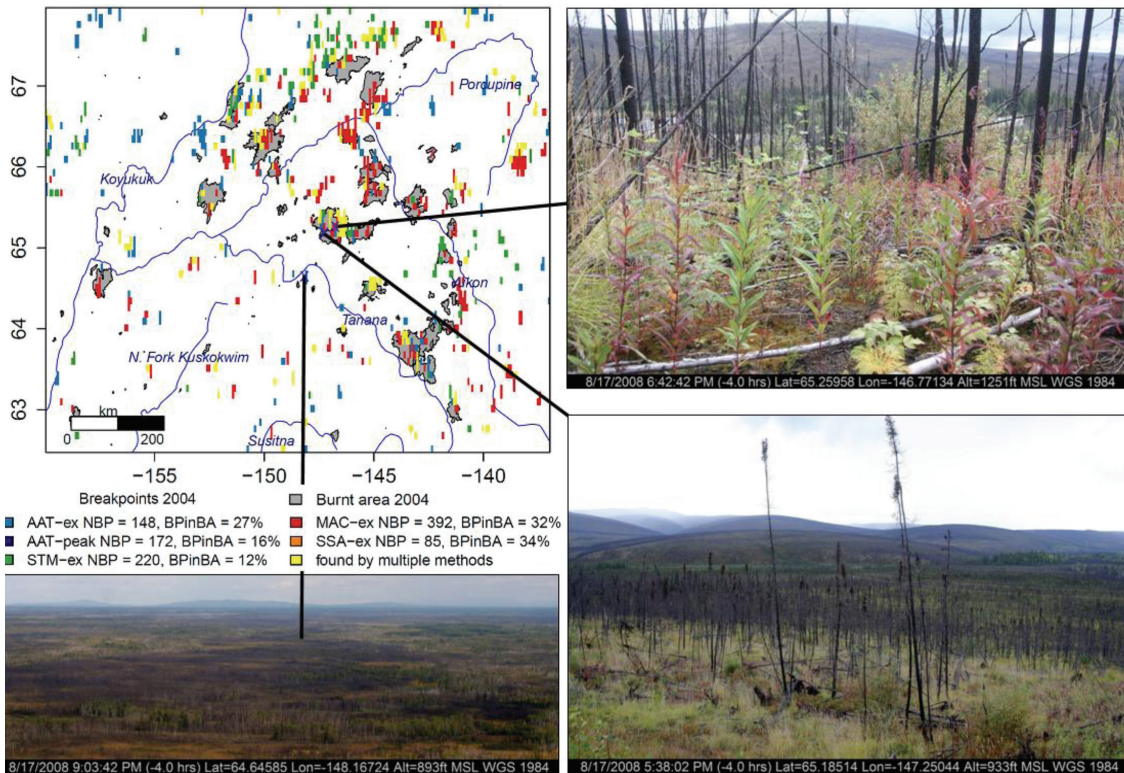 67
66
65
64
63
Porcupine
Koyukuk
Tanana
N. Fork Kuskokwim
Susitna
km
0 200
−155 −150 −145 −140
Breakpoints 2004
Burnt area 2004
AAT−ex NBP = 148, BPinBA = 27%
MAC−ex NBP = 392, BPinBA = 32%
AAT−peak NBP = 172, BPinBA = 16%
SSA−ex NBP = 85, BPinBA = 34%
STM−ex NBP = 220, BPinBA = 12%
found by multiple methods
8/17/2008 6:42:42 PM (-4.0 hrs) Lat=65.25958 Lon=-146.77134 Alt=1251ft MSL WGS 1984
8/17/2008 9:03:42 PM (-4.0 hrs) Lat=64.64585 Lon=-148.16724 Alt=893ft MSL WGS 1984
8/17/2008 5:38:02 PM (-4.0 hrs) Lat=65.18514 Lon=-147.25044 Alt=933ft MSL WGS 1984